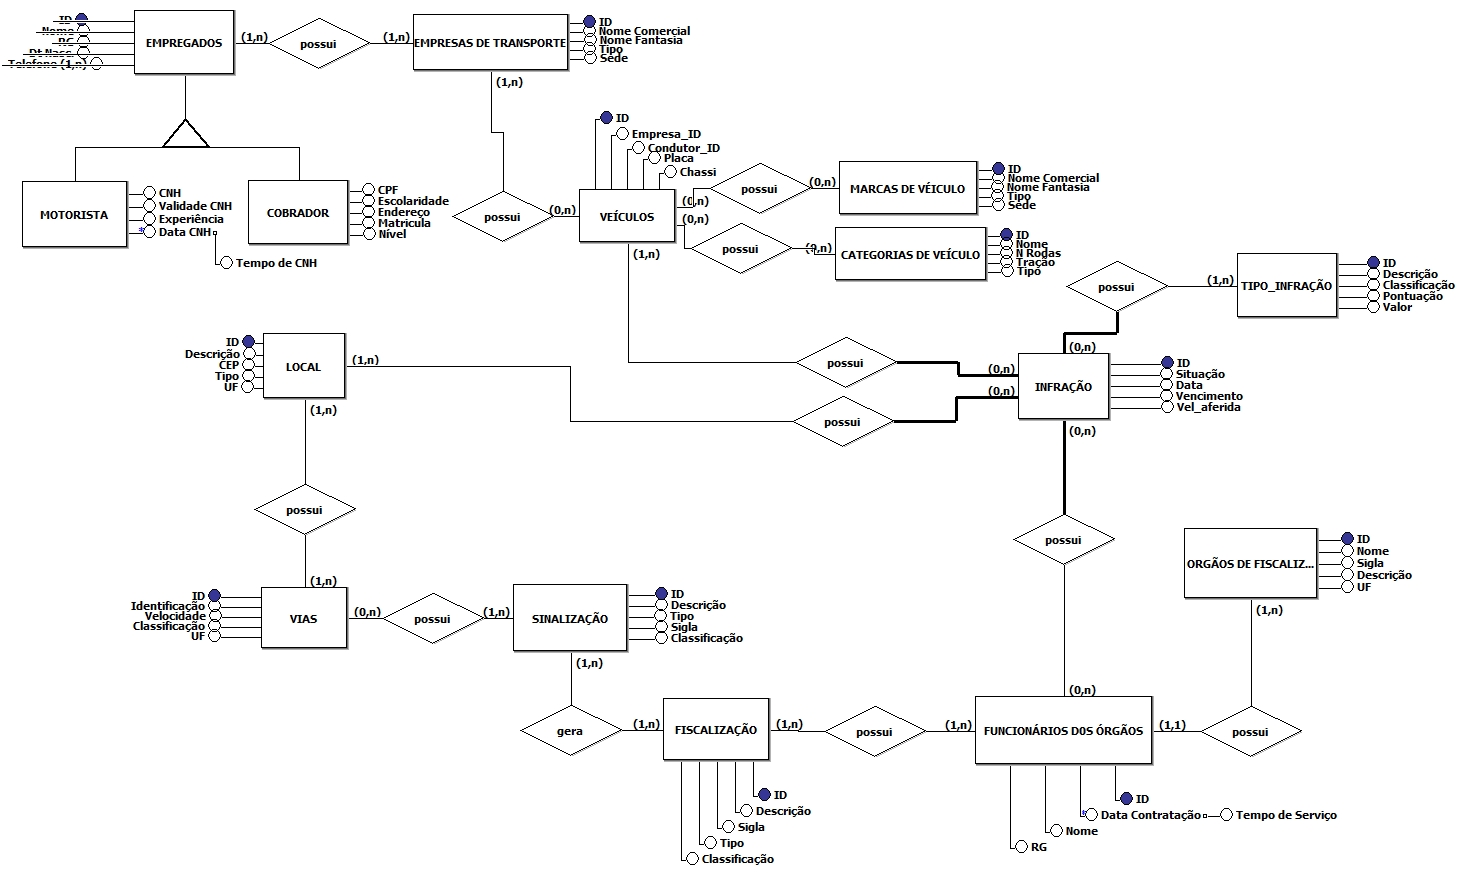 ID
Nome
RG
Dt Nasc.
Telefone (1,n)
EMPREGADOS
(1,n)
possui
(1,n)
EMPRESAS DE TRANSPORTE
ID
Nome Comercial
Nome Fantasia
Tipo
Sede
(1,n)
ID
Empresa_ID
Condutor_ID
Placa
Chassi
MOTORISTA
CNH
Validade CNH
Experiência
Data CNH
Tempo de CNH
COBRADOR
CPF
Escolaridade
Endereço
Matricula
Nível
possui
(0,n)
VEÍCULOS
(0,n)
(0,n)
(1,n)
possui
(0,n)
MARCAS DE VÉICULO
ID
Nome Comercial
Nome Fantasia
Tipo
Sede
possui
(0,n)
CATEGORIAS DE VEÍCULO
ID
Nome
N Rodas
Tração
Tipo
possui
(1,n)
TIPO_INFRAÇÃO
ID
Descrição
Classificação
Pontuação
Valor
ID
Descrição
CEP
Tipo
UF
LOCAL
(1,n)
(1,n)
possui
(0,n)
possui
(0,n)
(0,n)
INFRAÇÃO
(0,n)
ID
Situação
Data
Vencimento
Vel_aferida
possui
(1,n)
possui
ORGÃOS DE FISCALIZ...
ID
Nome
Sigla
Descrição
UF
(1,n)
ID
Identificação
Velocidade
Classificação
UF
VIAS
(0,n)
possui
(1,n)
SINALIZAÇÃO
ID
Descrição
Tipo
Sigla
Classificação
(1,n)
gera
(1,n)
FISCALIZAÇÃO
(1,n)
possui
(1,n)
(0,n)
FUNCIONÁRIOS DOS ÓRGÃOS
(1,1)
possui
ID
Descrição
Sigla
Tipo
Classificação
ID
Data Contratação
Tempo de Serviço
Nome
RG